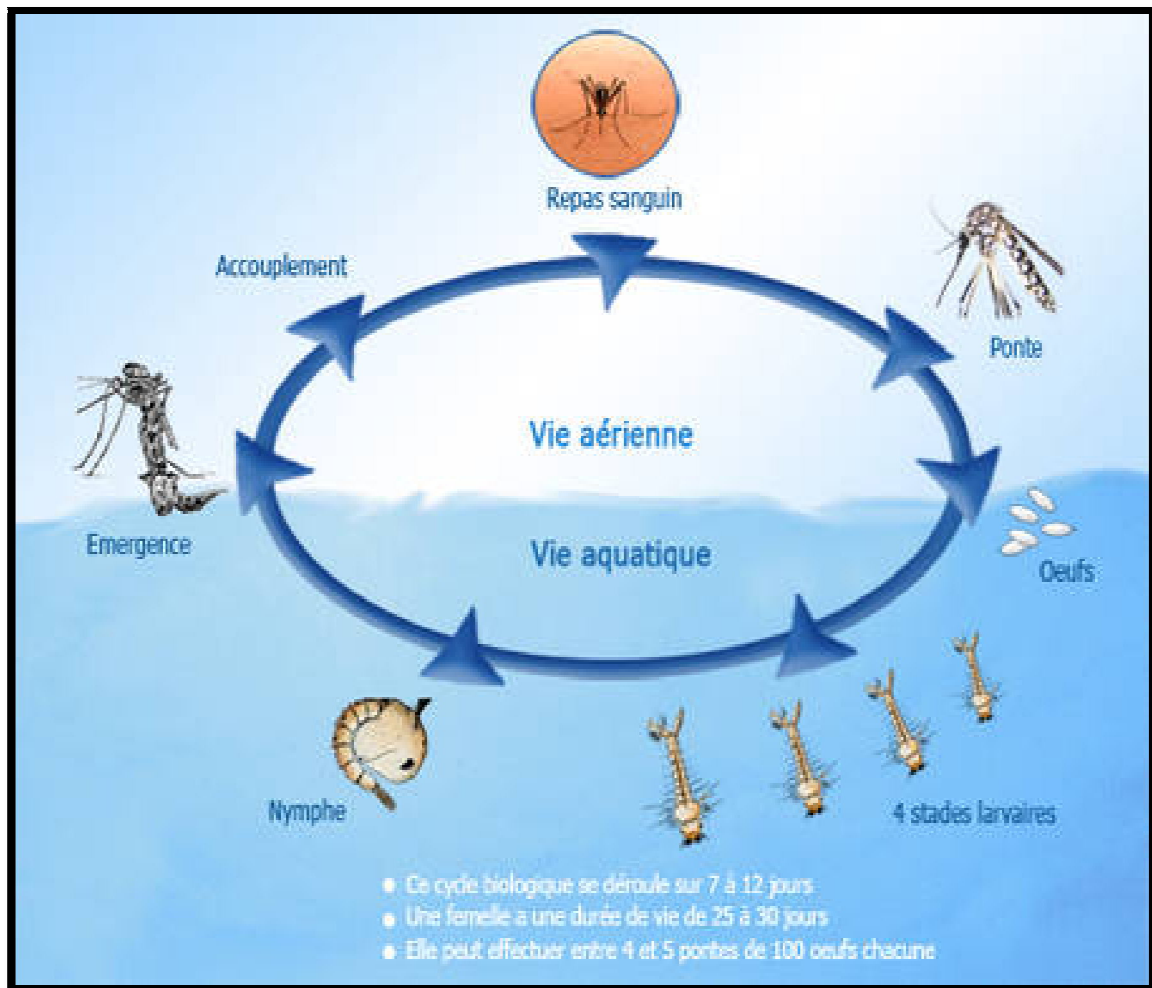 Repas sanguin
Accouplement
Ponte
Vie aérienne
Emergence
Vie aquatique
Oeufs
Nymphe
4 stades larvaires
• Ce cycle biologique se déroule sur 7 à 12 jours
• Une femelle a une durée de vie de 25 à 30 jours
• Elle peut effectuer entre 4 et 5 pontes de 100 oeufs chacune